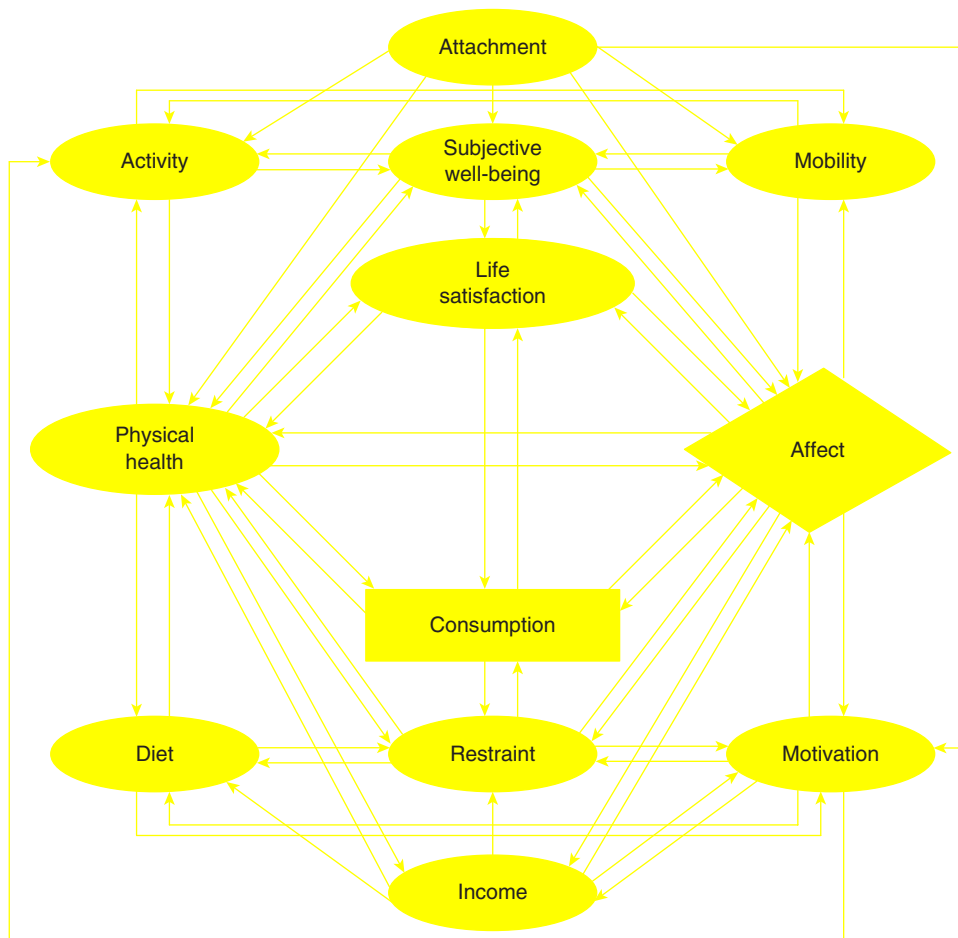 Attachment
Activity
Subjective
well-being
Mobility
Life
satisfaction
Physical
health
Affect
Consumption
Diet
Restraint
Motivation
Income